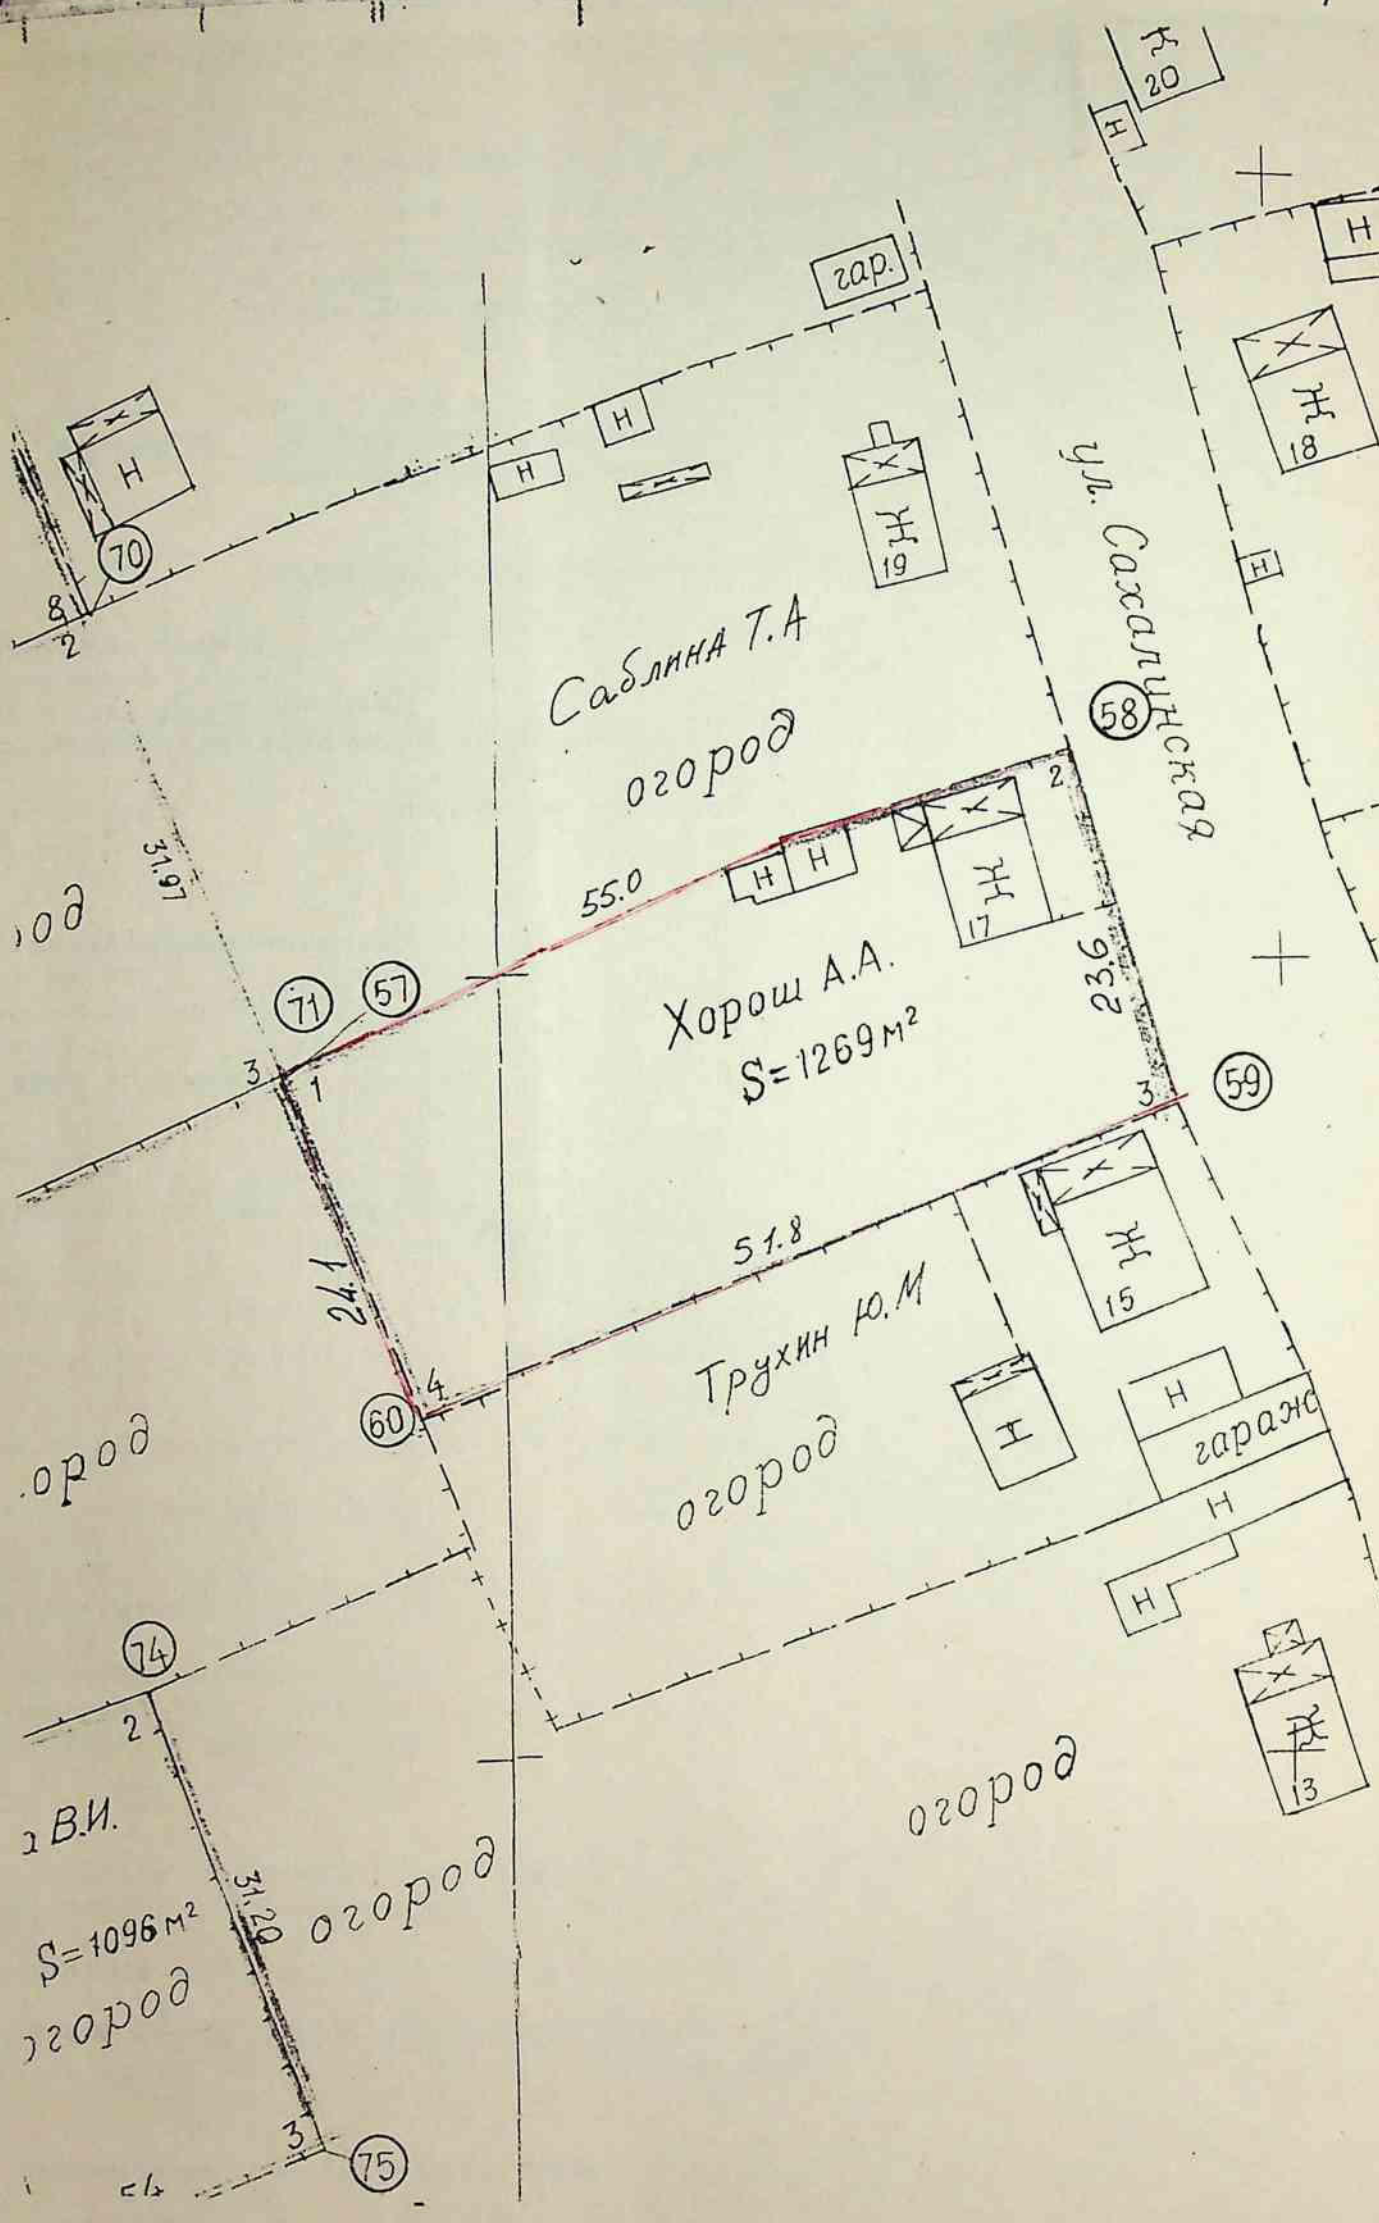 К
20
Н
Н
гар.
Ж
18
Н
Н
Н
Ж
19
70
8
2
Н
ул. Сахалинская
Саблина Т.А
огород
58
2
31.97
55.0
Н
Н
Ж
17
23.6
71
57
3
1
Хорош А.А.
S=1269м²
59
3
24.1
51.8
Ж
15
Трухин Ю.М
4
60
Н
Н
гараж
огород
Н
Н
74
2
Ж
13
огород
В.И.
31.20
огород
S=1096м²
3
75